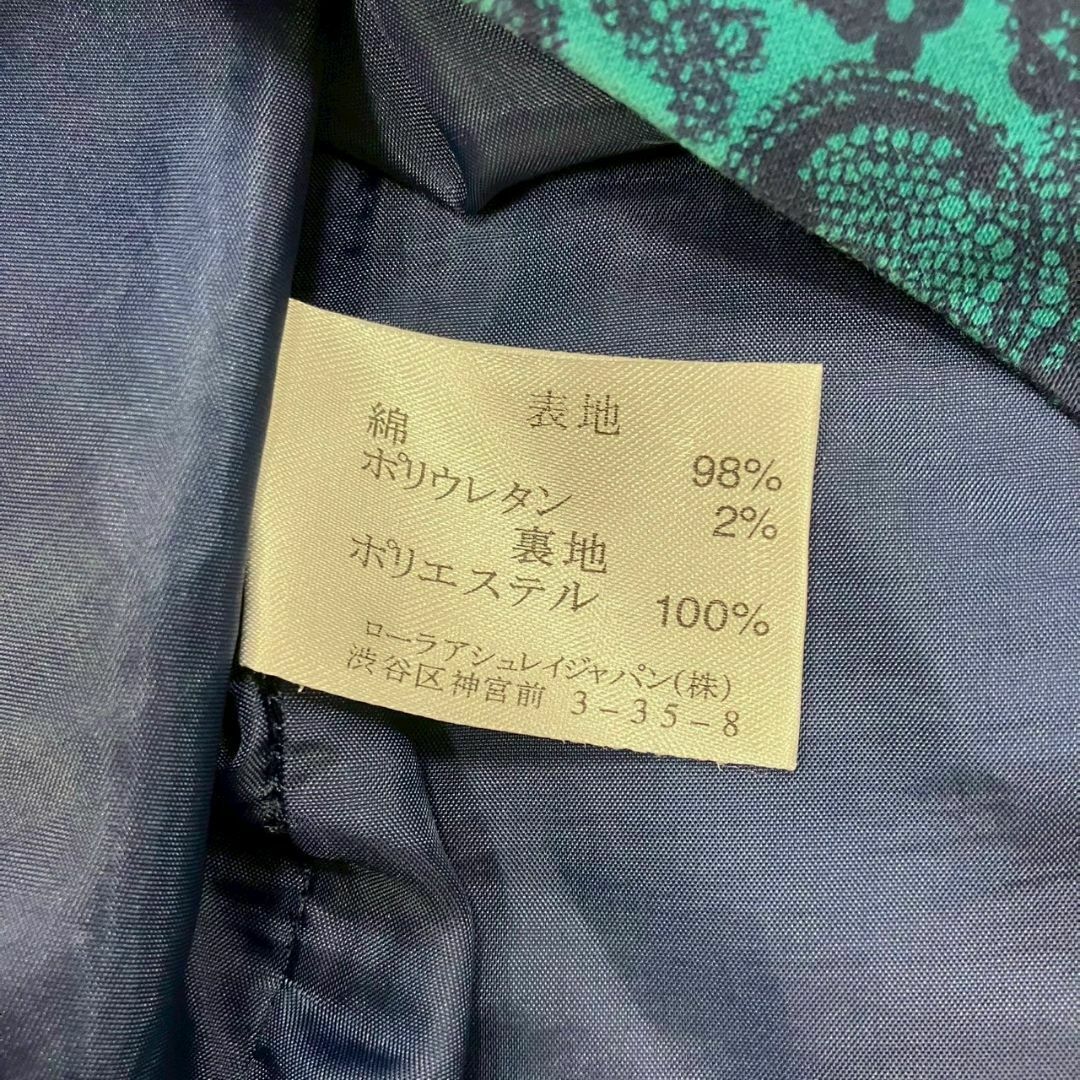 表地
綿 98%
ポリウレタン 2%
裏地
ポリエステル 100%
ローラアシュレイジャパン(株)
渋谷区神宮前 3-35-8